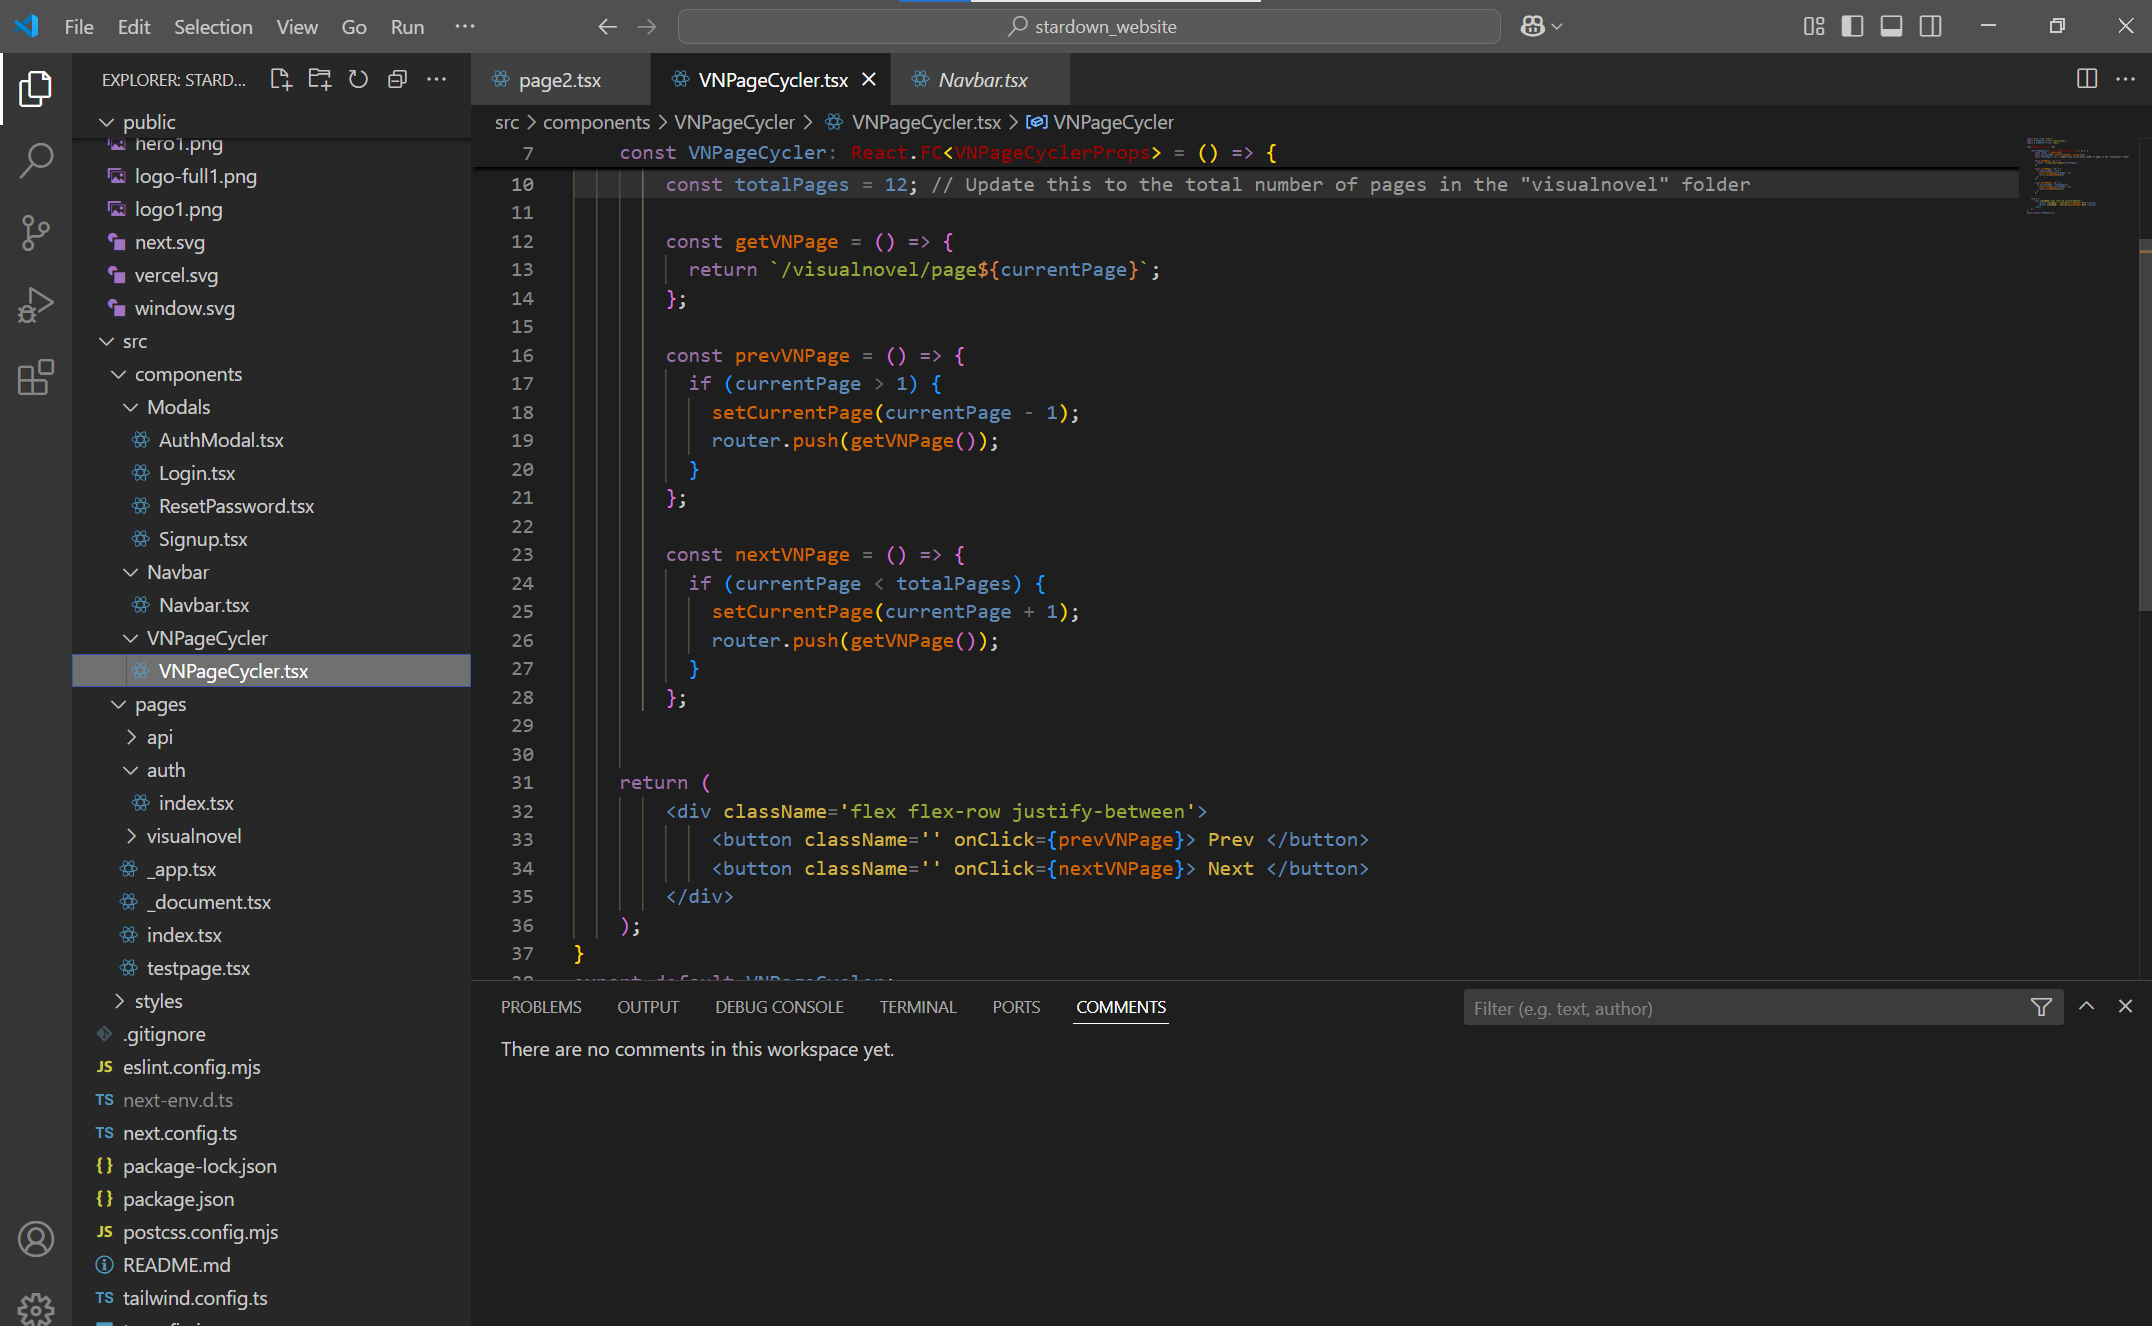 File Edit Selection View Go Run ··· stardown_website
EXPLORER: STARD...
public
hero1.png
logo-full1.png
logo1.png
next.svg
vercel.svg
window.svg
src
components
Modals
AuthModal.tsx
Login.tsx
ResetPassword.tsx
Signup.tsx
Navbar
Navbar.tsx
VNPageCycler
VNPageCycler.tsx
pages
api
auth
index.tsx
visualnovel
_app.tsx
_document.tsx
index.tsx
testpage.tsx
styles
.gitignore
JS eslint.config.mjs
TS next-env.d.ts
TS next.config.ts
{} package-lock.json
{} package.json
JS postcss.config.mjs
README.md
TS tailwind.config.ts
page2.tsx VNPageCycler.tsx Navbar.tsx
src > components > VNPageCycler > VNPageCycler.tsx > VNPageCycler
7 const VNPageCycler: React.FC<VNPageCyclerProps> = () => {
10 const totalPages = 12; // Update this to the total number of pages in the "visualnovel" folder
11
12 const getVNPage = () => {
13 return `/visualnovel/page${currentPage}`;
14 };
15
16 const prevVNPage = () => {
17 if (currentPage > 1) {
18 setCurrentPage(currentPage - 1);
19 router.push(getVNPage());
20 }
21 };
22
23 const nextVNPage = () => {
24 if (currentPage < totalPages) {
25 setCurrentPage(currentPage + 1);
26 router.push(getVNPage());
27 }
28 };
29
30
31 return (
32 <div className='flex flex-row justify-between'>
33 <button className='' onClick={prevVNPage}> Prev </button>
34 <button className='' onClick={nextVNPage}> Next </button>
35 </div>
36 );
37 }
38 export default VNPageCycler;
PROBLEMS OUTPUT DEBUG CONSOLE TERMINAL PORTS COMMENTS Filter (e.g. text, author)
There are no comments in this workspace yet.